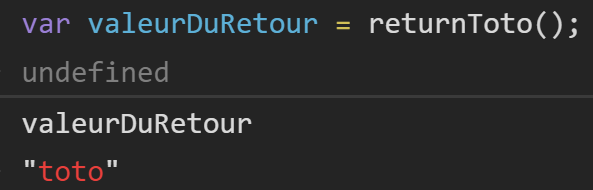 var valeurDuRetour = returnToto();
undefined
valeurDuRetour
"toto"